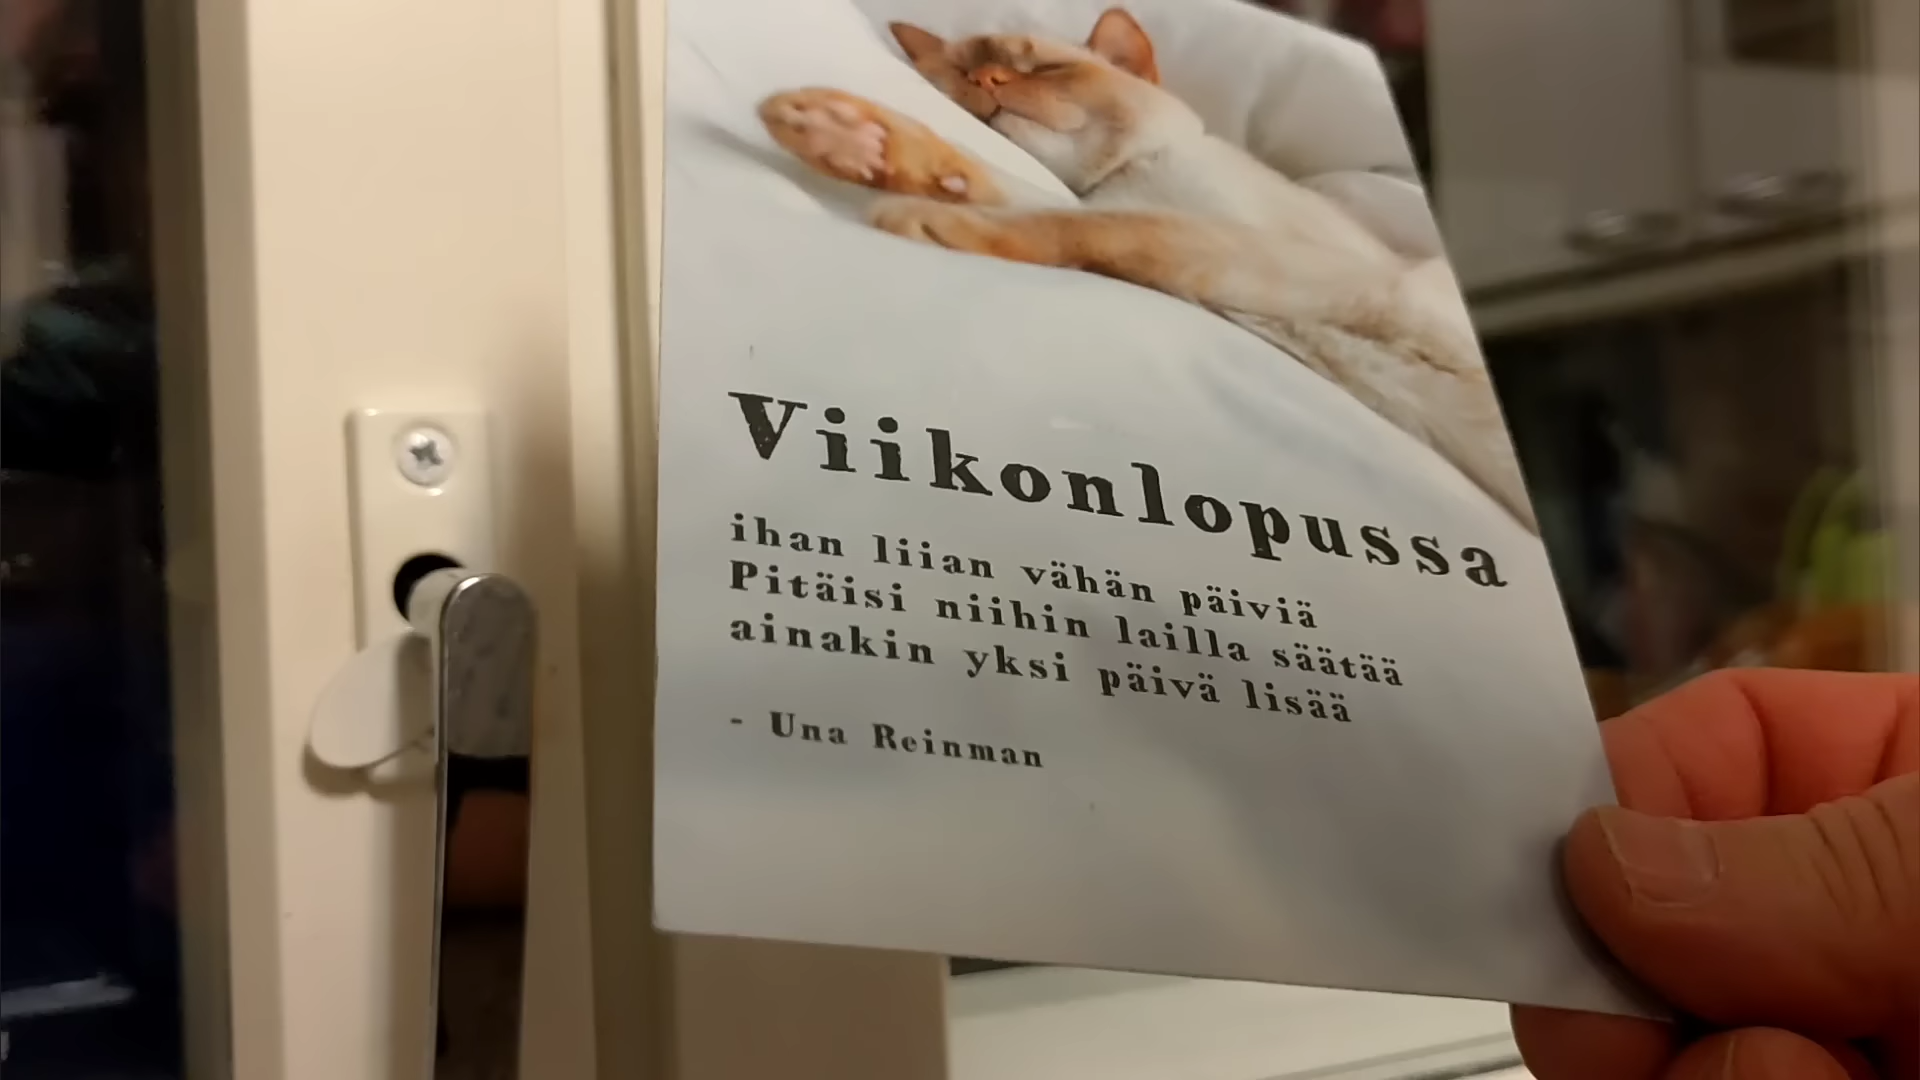 Viikonlopussa
ihan liian vähän päiviä
Pitäisi niihin lailla säätää
ainakin yksi päivä lisää
- Una Reinman